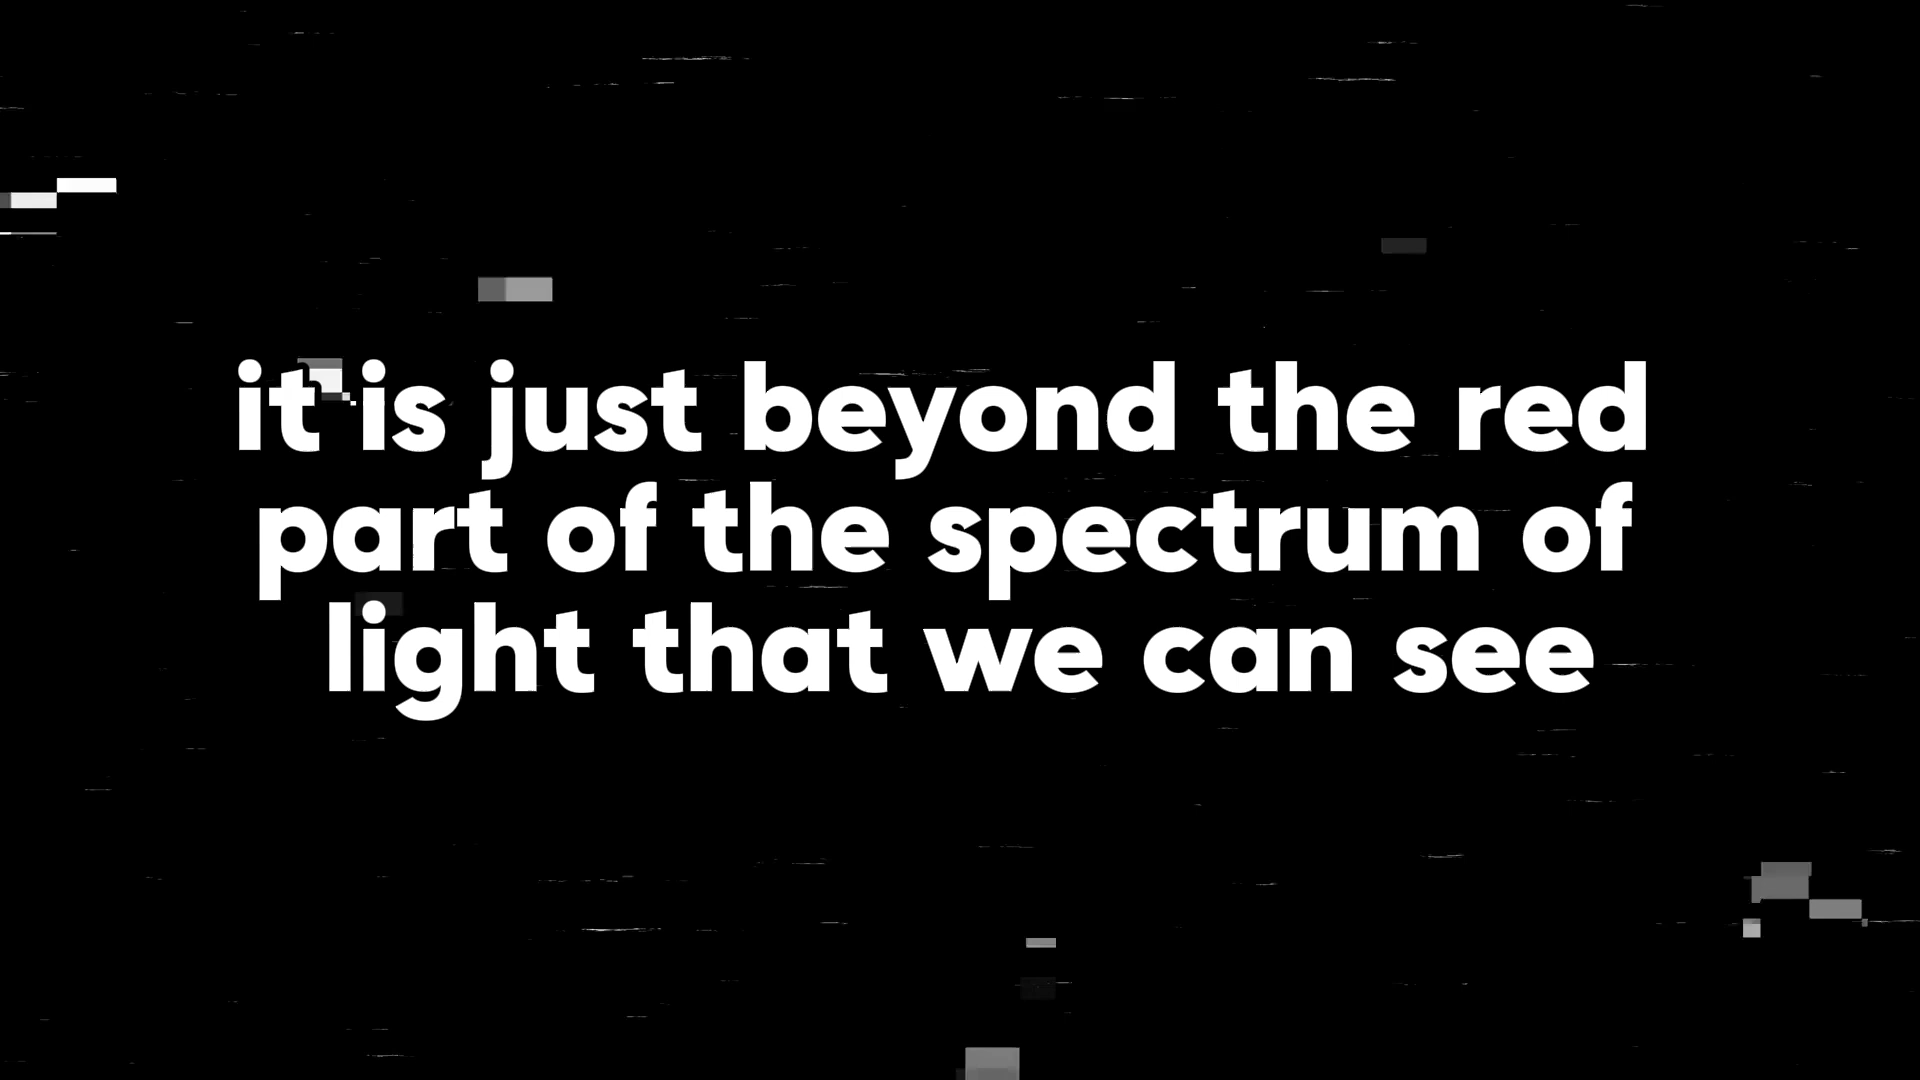 it is just beyond the red
part of the spectrum of
light that we can see